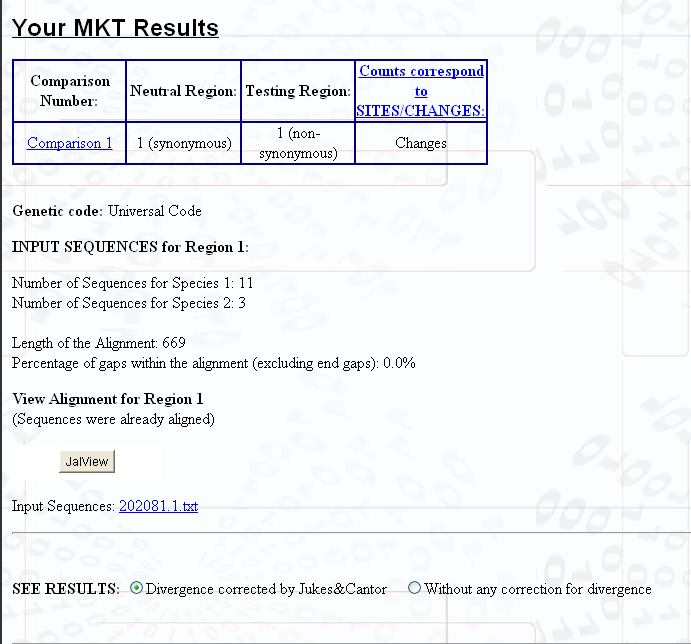 Your MKT Results
Comparison
Number:
Neutral Region:
Testing Region:
Counts correspond
to
SITES/CHANGES:
Comparison 1
1 (synonymous)
1 (non-
synonymous)
Changes
Genetic code: Universal Code
INPUT SEQUENCES for Region 1:
Number of Sequences for Species 1: 11
Number of Sequences for Species 2: 3
Length of the Alignment: 669
Percentage of gaps within the alignment (excluding end gaps): 0.0%
View Alignment for Region 1
(Sequences were already aligned)
JalView
Input Sequences: 202081.1.txt
SEE RESULTS: Divergence corrected by Jukes&Cantor Without any correction for divergence